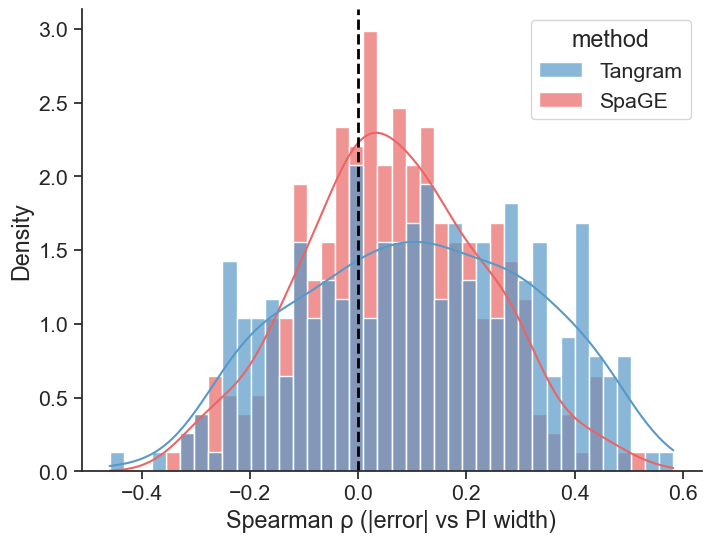 method
Tangram
SpaGE
3.0
2.5
2.0
1.5
1.0
0.5
0.0
Density
−0.4 −0.2 0.0 0.2 0.4 0.6
Spearman ρ (|error| vs PI width)